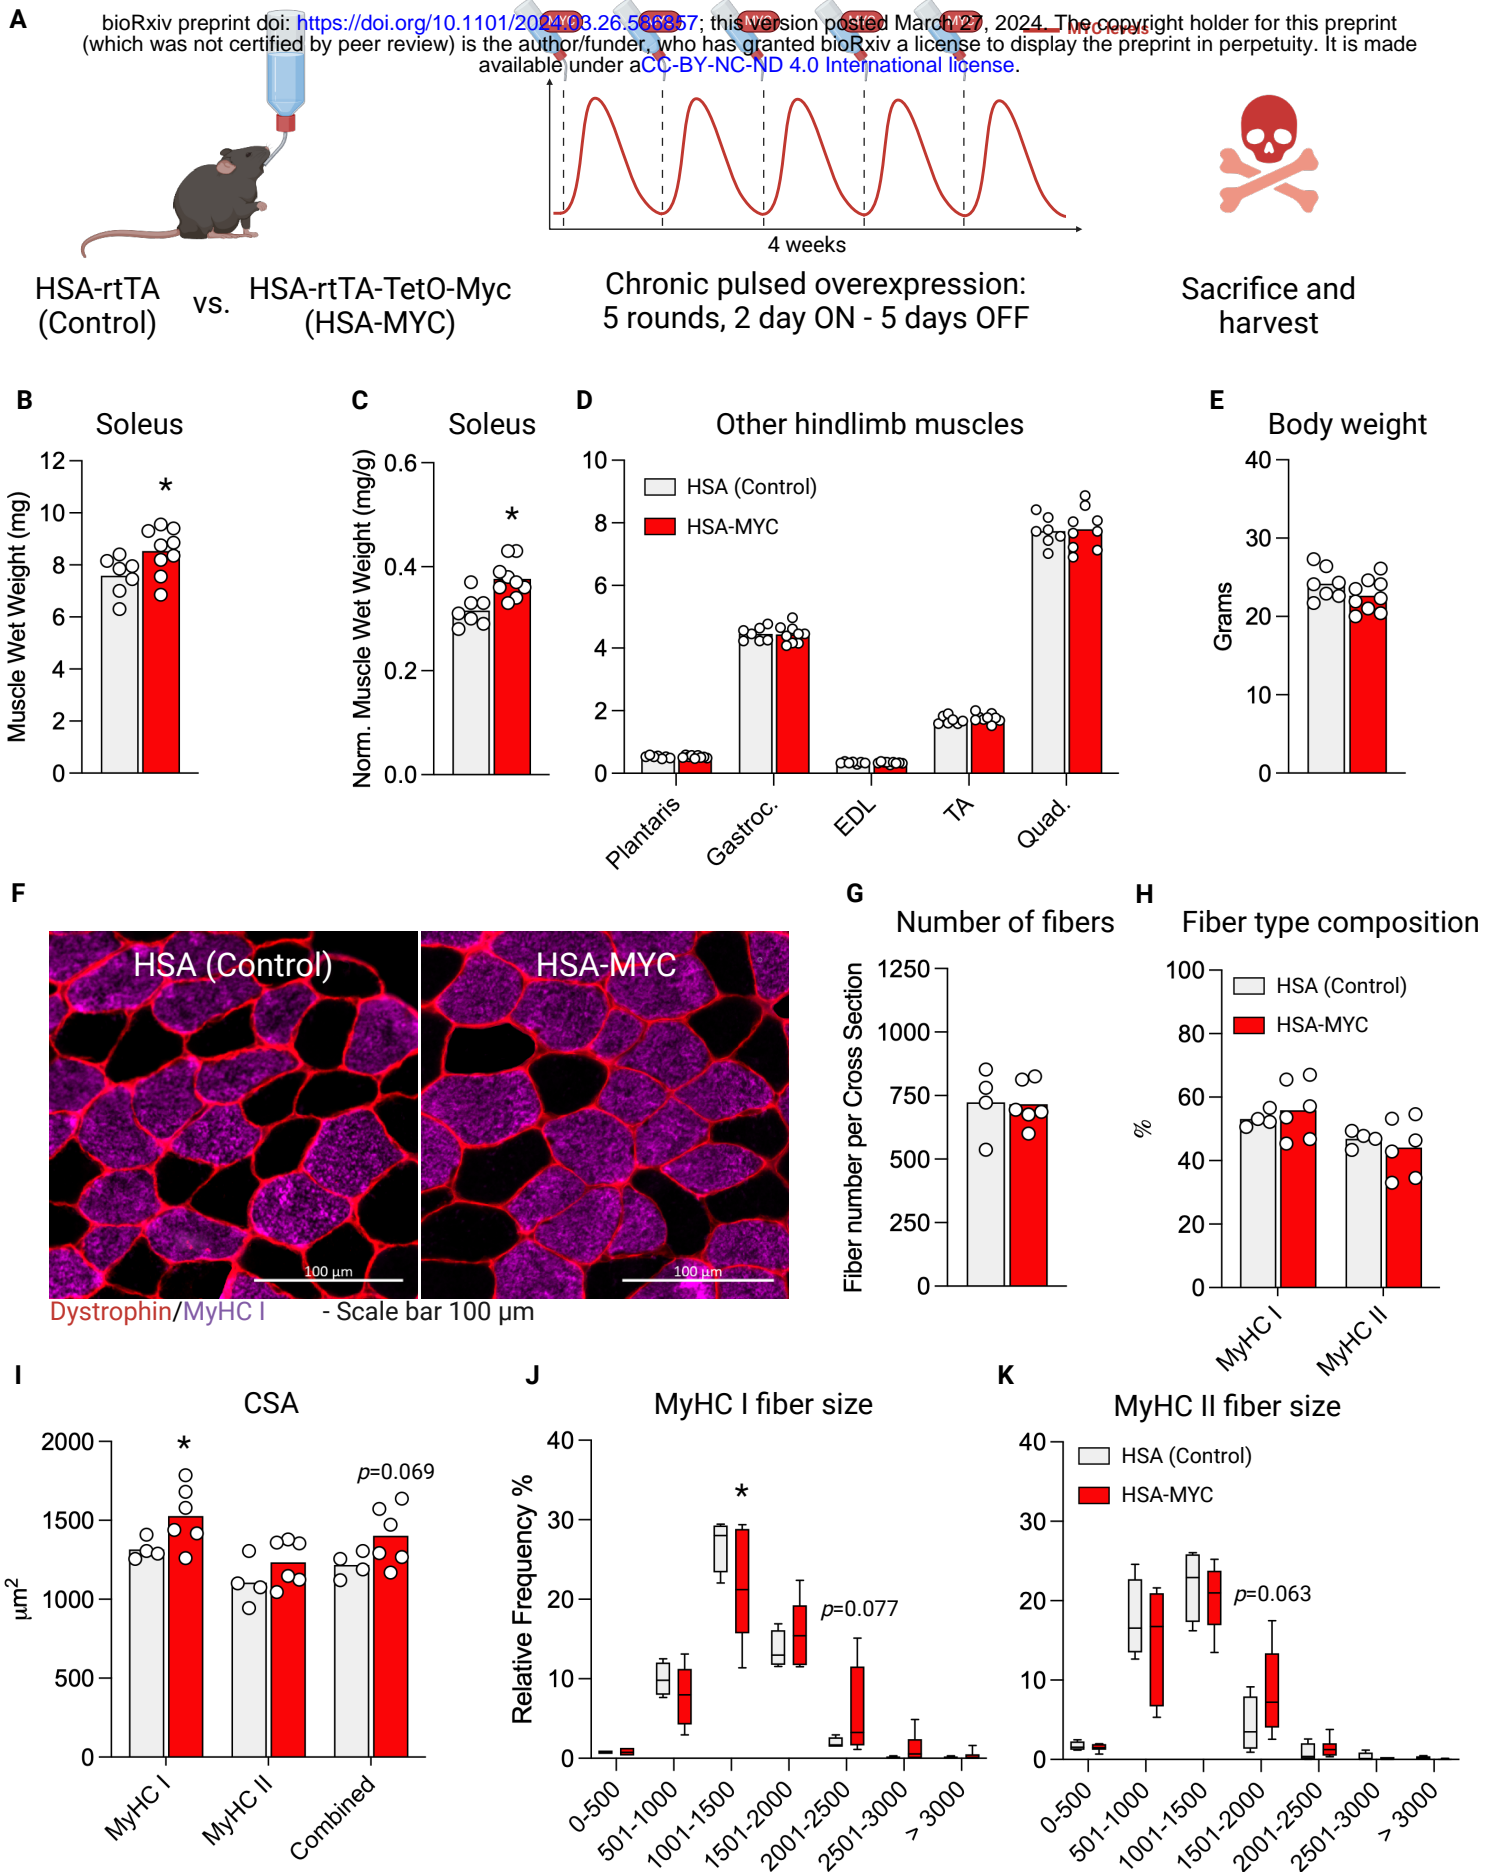 A
bioRxiv preprint doi: https://doi.org/10.1101/2024.03.26.586857; this version posted March 27, 2024. The copyright holder for this preprint
(which was not certified by peer review) is the author/funder, who has granted bioRxiv a license to display the preprint in perpetuity. It is made
available under aCC-BY-NC-ND 4.0 International license.
MYC MYC MYC MYC MYC
MYC levels
4 weeks
HSA-rtTA
(Control)
vs.
HSA-rtTA-TetO-Myc
(HSA-MYC)
Chronic pulsed overexpression:
5 rounds, 2 day ON - 5 days OFF
Sacrifice and
harvest
B
Soleus
Muscle Wet Weight (mg)
12
10
8
6
4
2
0
*
C
Soleus
Norm. Muscle Wet Weight (mg/g)
0.6
0.4
0.2
0.0
*
D
Other hindlimb muscles
10
8
6
4
2
0
HSA (Control)
HSA-MYC
Plantaris
Gastroc.
EDL
TA
Quad.
E
Body weight
Grams
40
30
20
10
0
F
HSA (Control)
HSA-MYC
100 µm
100 µm
Dystrophin/MyHC I - Scale bar 100 µm
G
Number of fibers
Fiber number per Cross Section
1250
1000
750
500
250
0
H
Fiber type composition
%
100
80
60
40
20
0
HSA (Control)
HSA-MYC
MyHC I
MyHC II
I
CSA
µm²
2000
1500
1000
500
0
*
p=0.069
MyHC I
MyHC II
Combined
J
MyHC I fiber size
Relative Frequency %
40
30
20
10
0
*
p=0.077
0-500
501-1000
1001-1500
1501-2000
2001-2500
2501-3000
> 3000
K
MyHC II fiber size
40
30
20
10
0
HSA (Control)
HSA-MYC
p=0.063
0-500
501-1000
1001-1500
1501-2000
2001-2500
2501-3000
> 3000